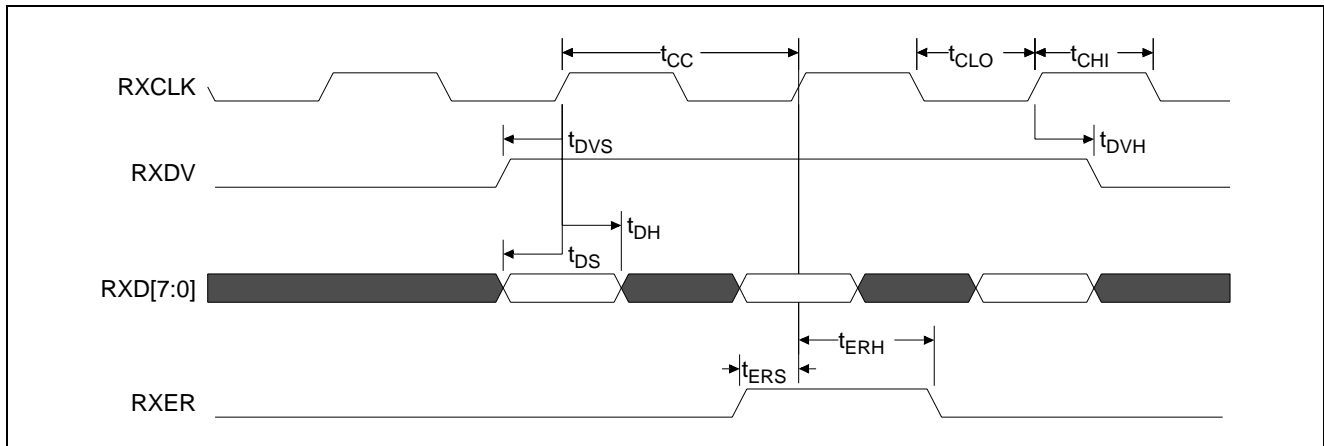 tCC
tCLO
tCHI
RXCLK
tDVS
tDVH
RXDV
tDH
tDS
RXD[7:0]
tERH
tERS
RXER